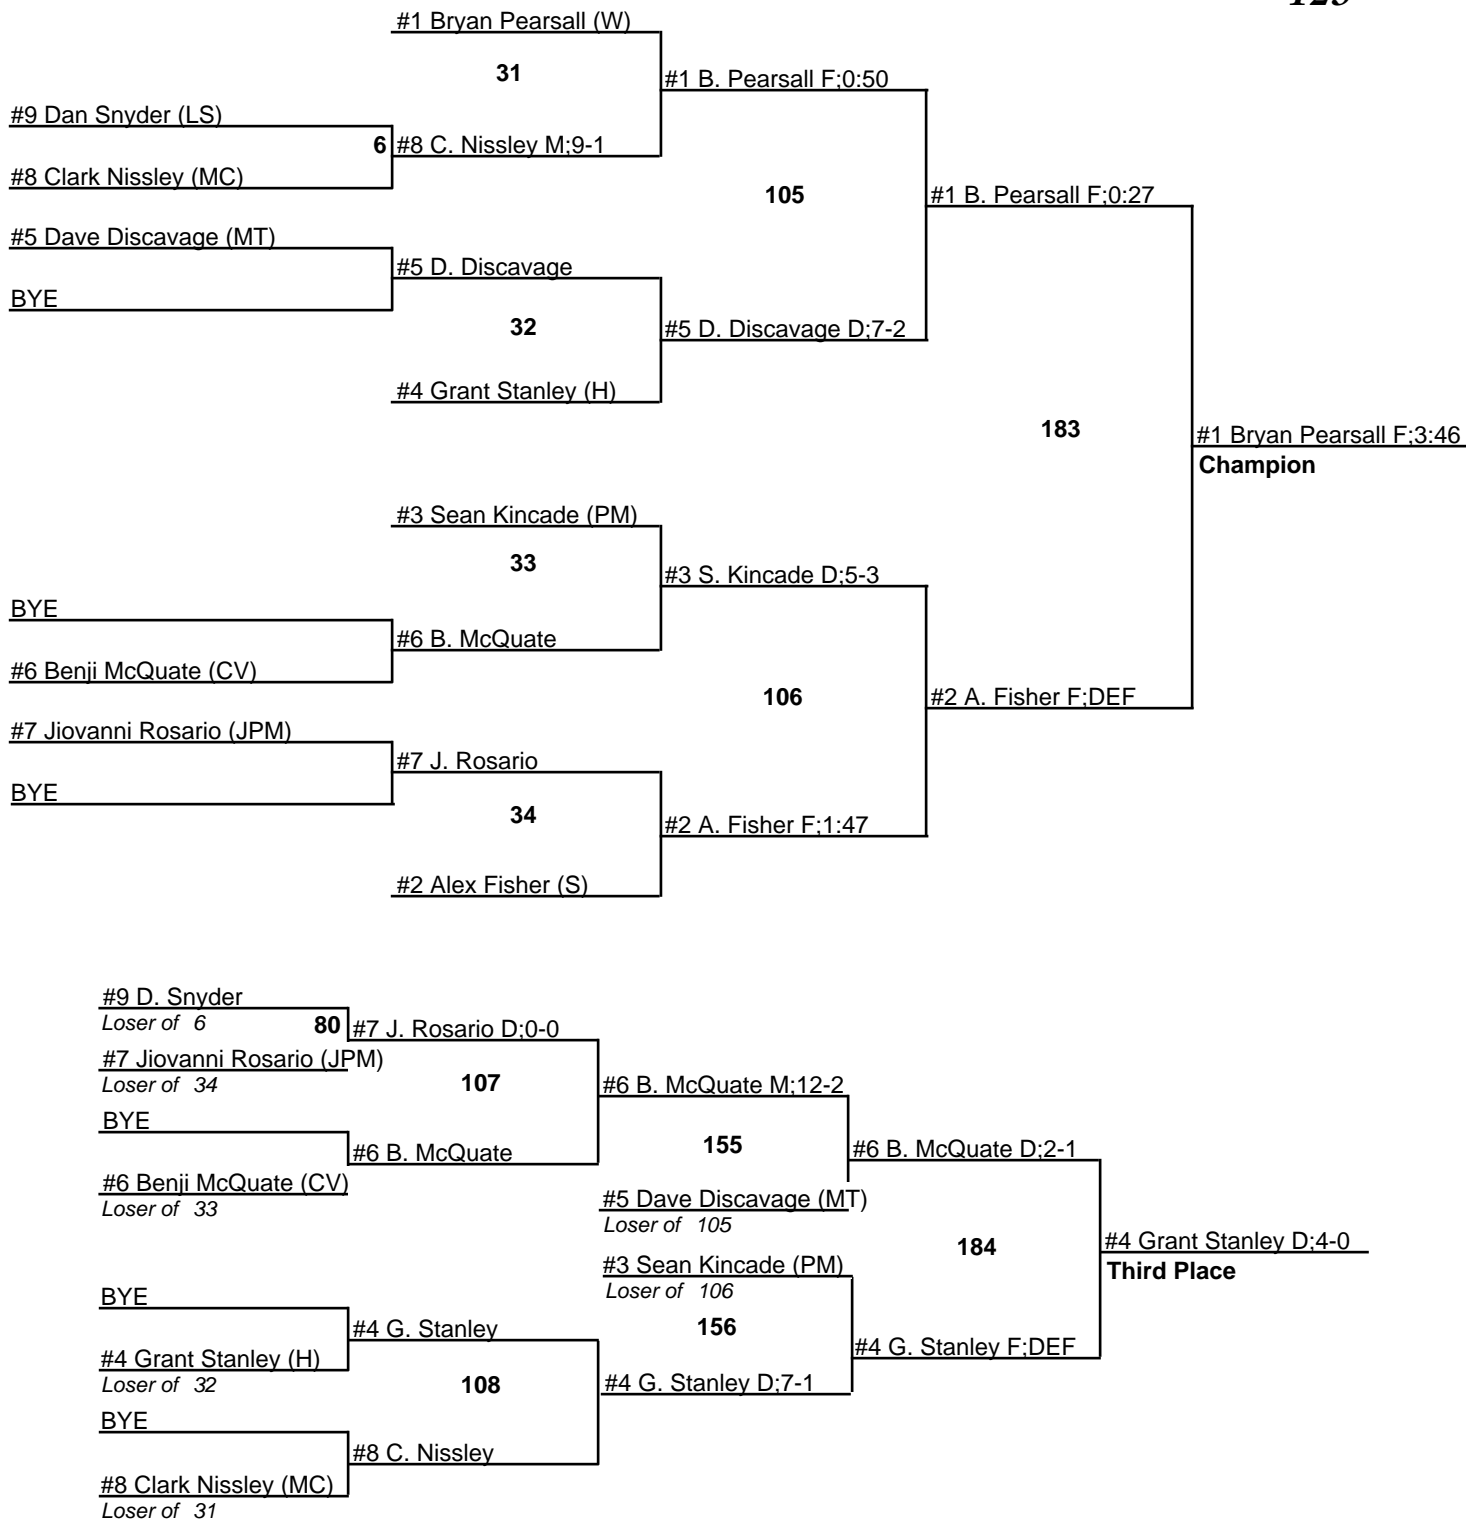 #1 Bryan Pearsall (W)
31
#1 B. Pearsall F;0:50
#9 Dan Snyder (LS)
6
#8 C. Nissley M;9-1
#8 Clark Nissley (MC)
105
#1 B. Pearsall F;0:27
#5 Dave Discavage (MT)
#5 D. Discavage
BYE
32
#5 D. Discavage D;7-2
#4 Grant Stanley (H)
183
#1 Bryan Pearsall F;3:46
Champion
#3 Sean Kincade (PM)
33
#3 S. Kincade D;5-3
BYE
#6 B. McQuate
#6 Benji McQuate (CV)
106
#2 A. Fisher F;DEF
#7 Jiovanni Rosario (JPM)
#7 J. Rosario
BYE
34
#2 A. Fisher F;1:47
#2 Alex Fisher (S)
#9 D. Snyder
Loser of 6
80
#7 J. Rosario D;0-0
#7 Jiovanni Rosario (JPM)
Loser of 34
107
#6 B. McQuate M;12-2
BYE
#6 B. McQuate
155
#6 B. McQuate D;2-1
#6 Benji McQuate (CV)
Loser of 33
#5 Dave Discavage (MT)
Loser of 105
184
#4 Grant Stanley D;4-0
Third Place
#3 Sean Kincade (PM)
Loser of 106
BYE
#4 G. Stanley
156
#4 G. Stanley F;DEF
#4 Grant Stanley (H)
Loser of 32
108
#4 G. Stanley D;7-1
BYE
#8 C. Nissley
#8 Clark Nissley (MC)
Loser of 31